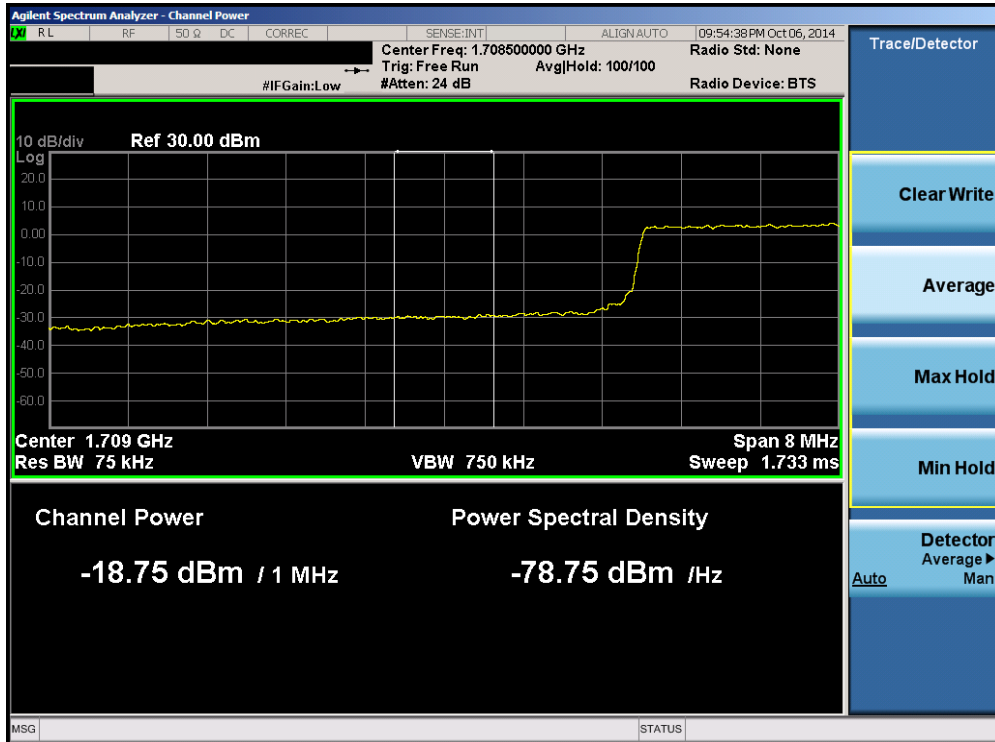 Agilent Spectrum Analyzer - Channel Power
LXI RL RF 50 Ω DC CORREC SENSE:INT ALIGN AUTO 09:54:38 PM Oct 06, 2014
Center Freq: 1.708500000 GHz Radio Std: None
Trig: Free Run Avg|Hold: 100/100
#IFGain:Low #Atten: 24 dB Radio Device: BTS
10 dB/div Ref 30.00 dBm
Log
20.0
10.0
0.00
-10.0
-20.0
-30.0
-40.0
-50.0
-60.0
Center 1.709 GHz Span 8 MHz
Res BW 75 kHz VBW 750 kHz Sweep 1.733 ms
Channel Power Power Spectral Density
-18.75 dBm / 1 MHz -78.75 dBm /Hz
MSG STATUS
Trace/Detector
Clear Write
Average
Max Hold
Min Hold
Detector
Average▶
Auto Man